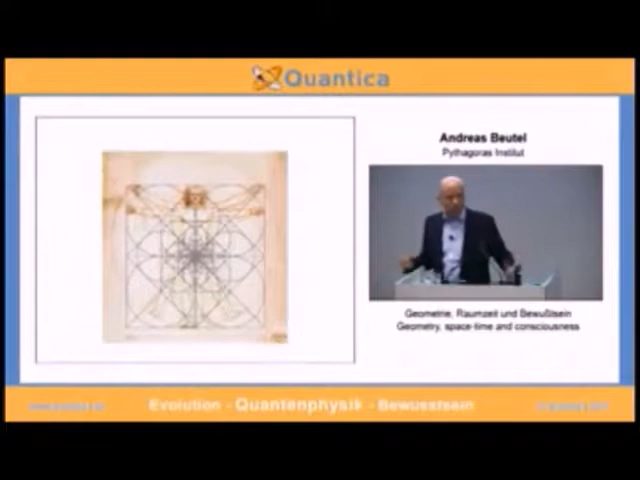 Quantica
Andreas Beutel
Pythagoras Institut
Geometrie, Raumzeit und Bewußtsein
Geometry, space-time and consciousness
Evolution - Quantenphysik - Bewusstsein